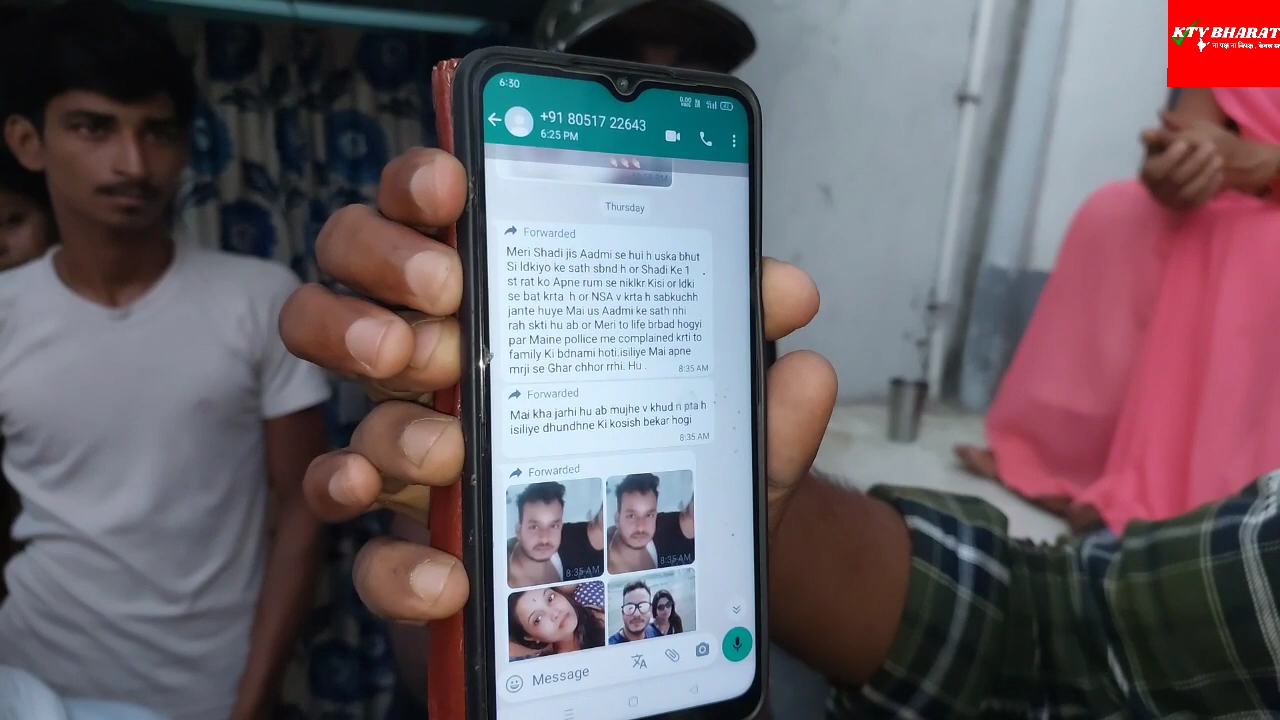 KTY BHARAT
ना पक्ष ना विपक्ष, केवल
6:30
+91 80517 22643
6:25 PM
Thursday
Forwarded
Meri Shadi jis Aadmi se hui h uska bhut
Si ldkiyo ke sath sbnd h or Shadi Ke 1
st rat ko Apne rum se niklkr Kisi or ldki
se bat krta h or NSA v krta h sabkuchh
jante huye Mai us Aadmi ke sath nhi
rah skti hu ab or Meri to life brbad hogyi
par Maine pollice me complained krti to
family Ki bdnami hoti.isiliye Mai apne
mrji se Ghar chhor rrhi. Hu .
8:35 AM
Forwarded
Mai kha jarhi hu ab mujhe v khud n pta h
isiliye dhundhne Ki kosish bekar hogi
8:35 AM
Forwarded
8:35 AM
8:35 AM
Message